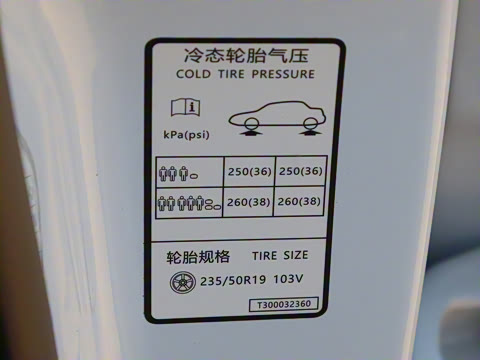 冷态轮胎气压
COLD TIRE PRESSURE
kPa(psi)
250(36) 250(36)
260(38) 260(38)
轮胎规格 TIRE SIZE
235/50R19 103V
T300032360